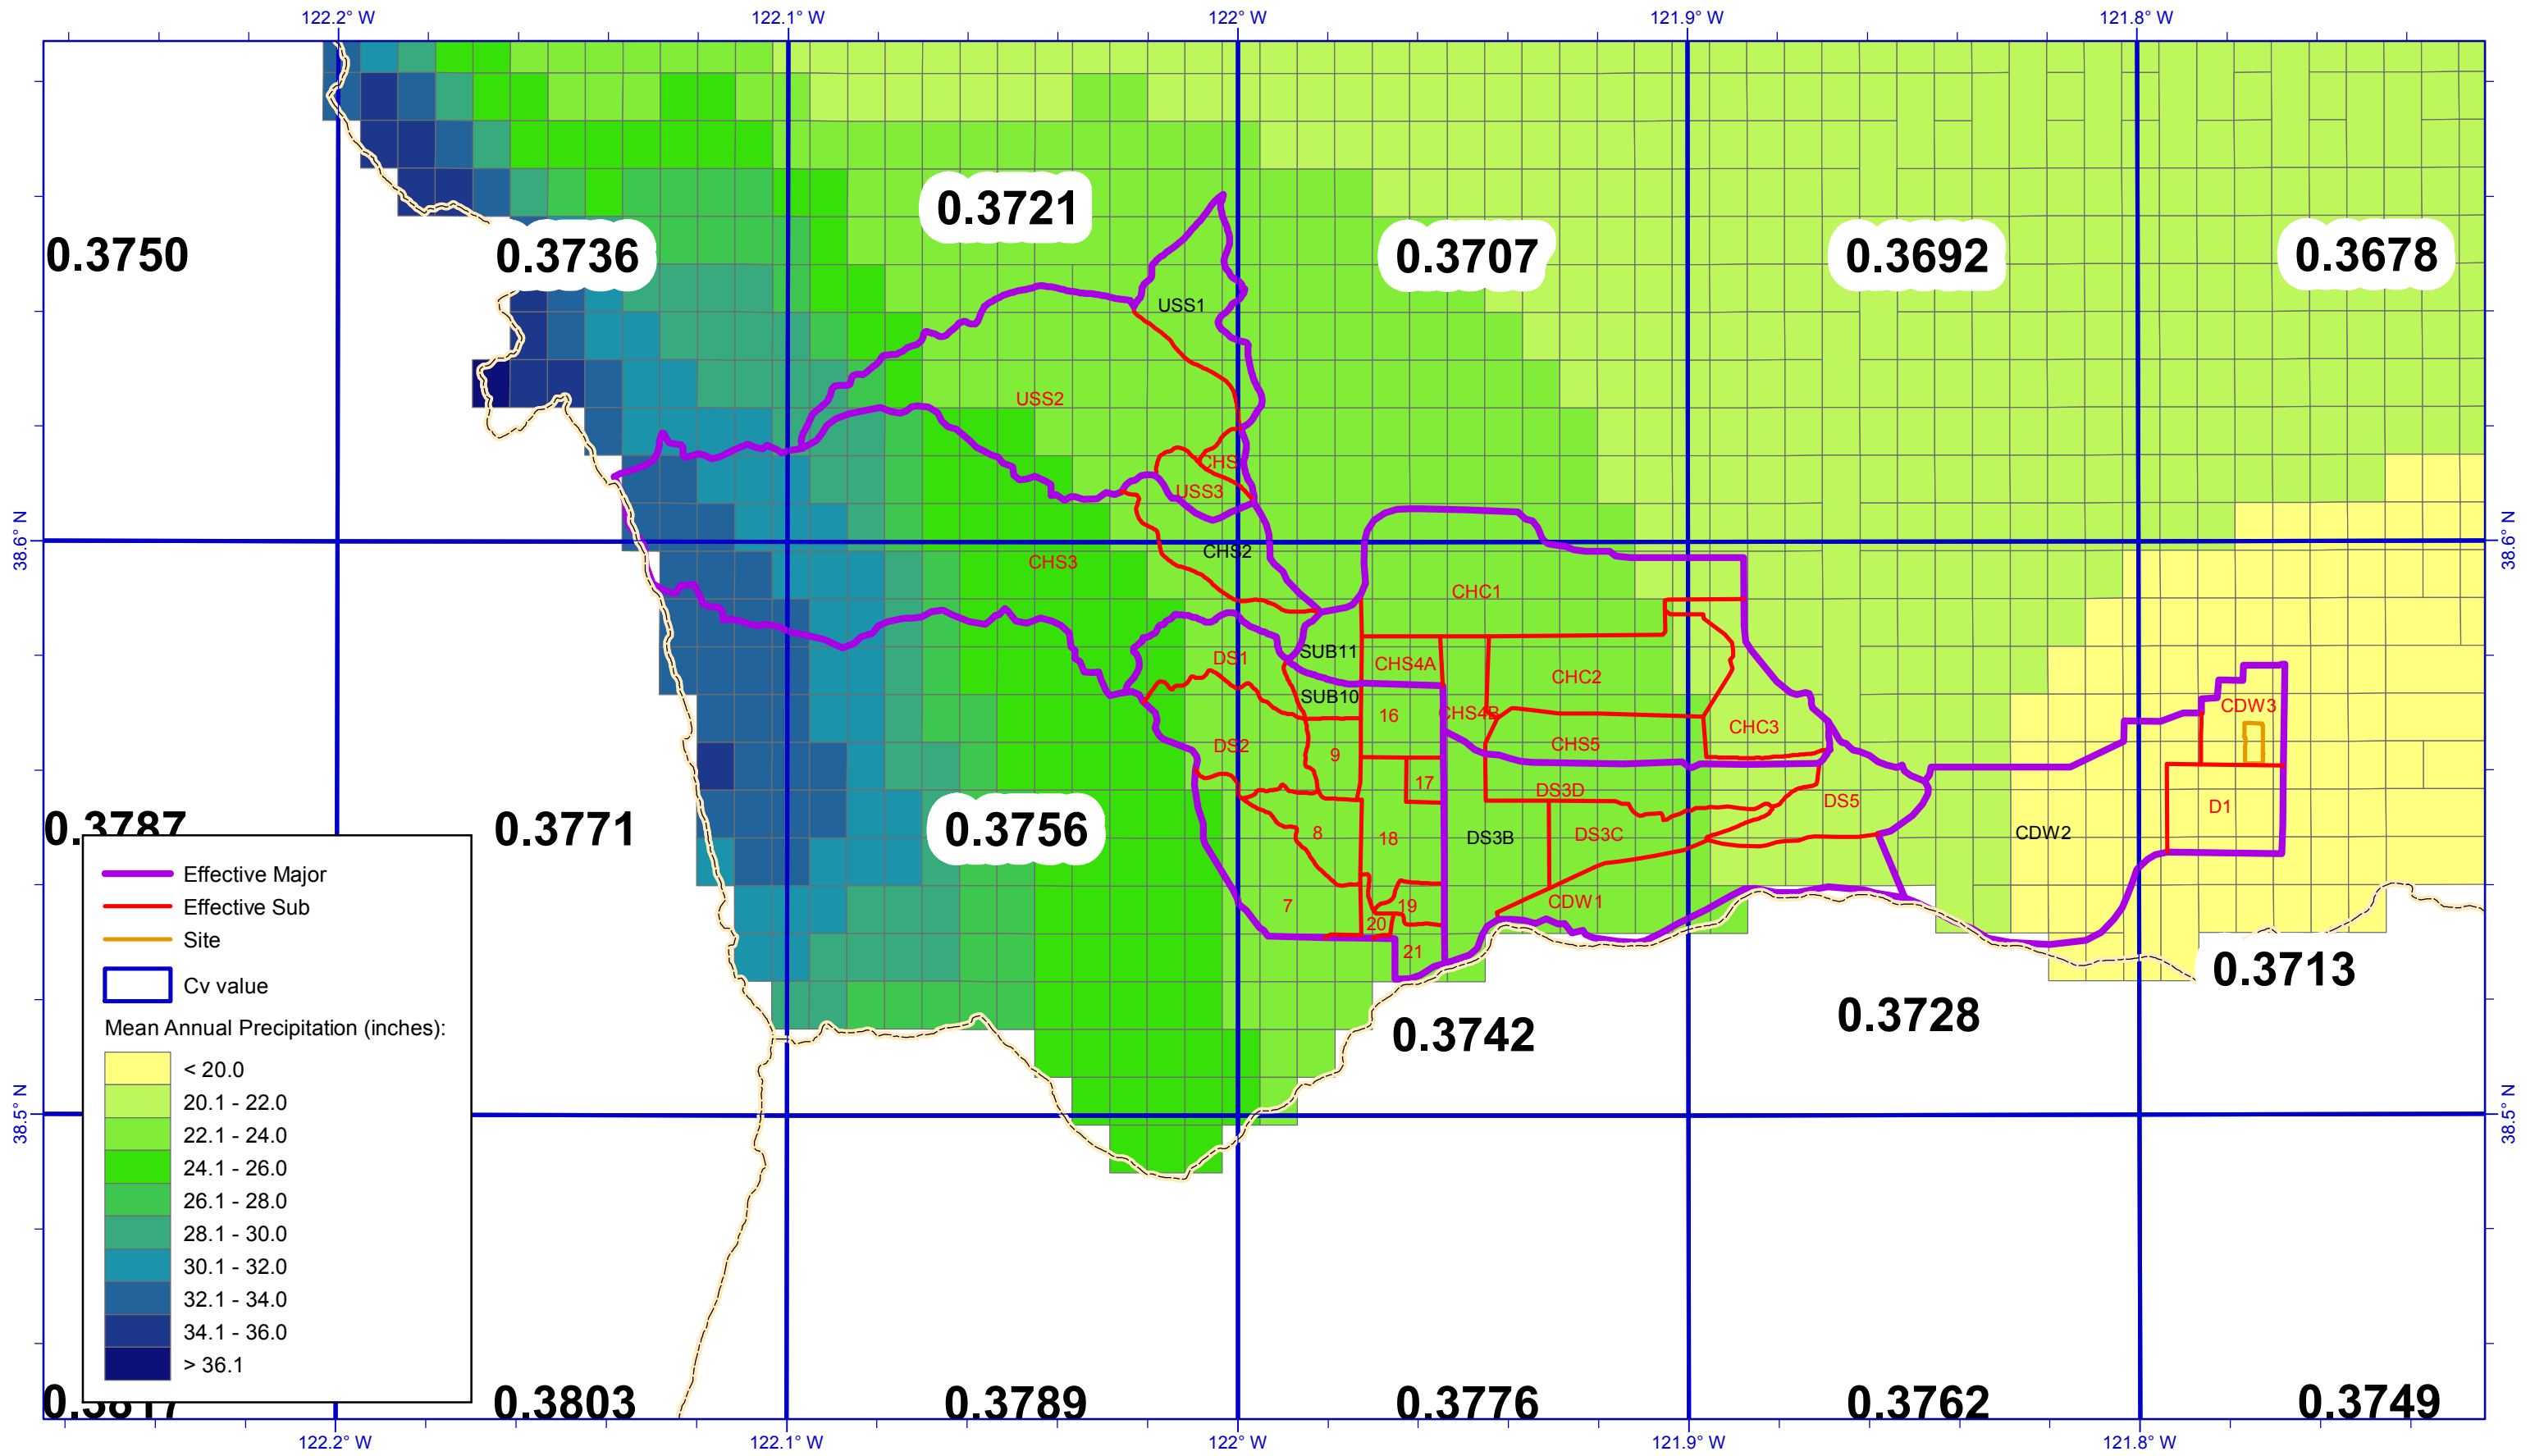 122.2° W 122.1° W 122° W 121.9° W 121.8° W
0.3721
0.3750 0.3736 0.3707 0.3692 0.3678
USS1
USS2
CHS
USS3
38.6° N 38.6° N
CHS2
CHS3
CHC1
SUB11
DS1 CHS4A
CHC2
SUB10
16 CHS4B
CDW3
CHC3
DS2 CHS5
9
17
DS3D
DS5
D1
0.3787 0.3771 0.3756
8 18 DS3B DS3C CDW2
7 19 CDW1
20
21
0.3713
0.3742 0.3728
38.5° N 38.5° N
Effective Major
Effective Sub
Site
Cv value
Mean Annual Precipitation (inches):
< 20.0
20.1 - 22.0
22.1 - 24.0
24.1 - 26.0
26.1 - 28.0
28.1 - 30.0
30.1 - 32.0
32.1 - 34.0
34.1 - 36.0
> 36.1
0.3817 0.3803 0.3789 0.3776 0.3762 0.3749
122.2° W 122.1° W 122° W 121.9° W 121.8° W